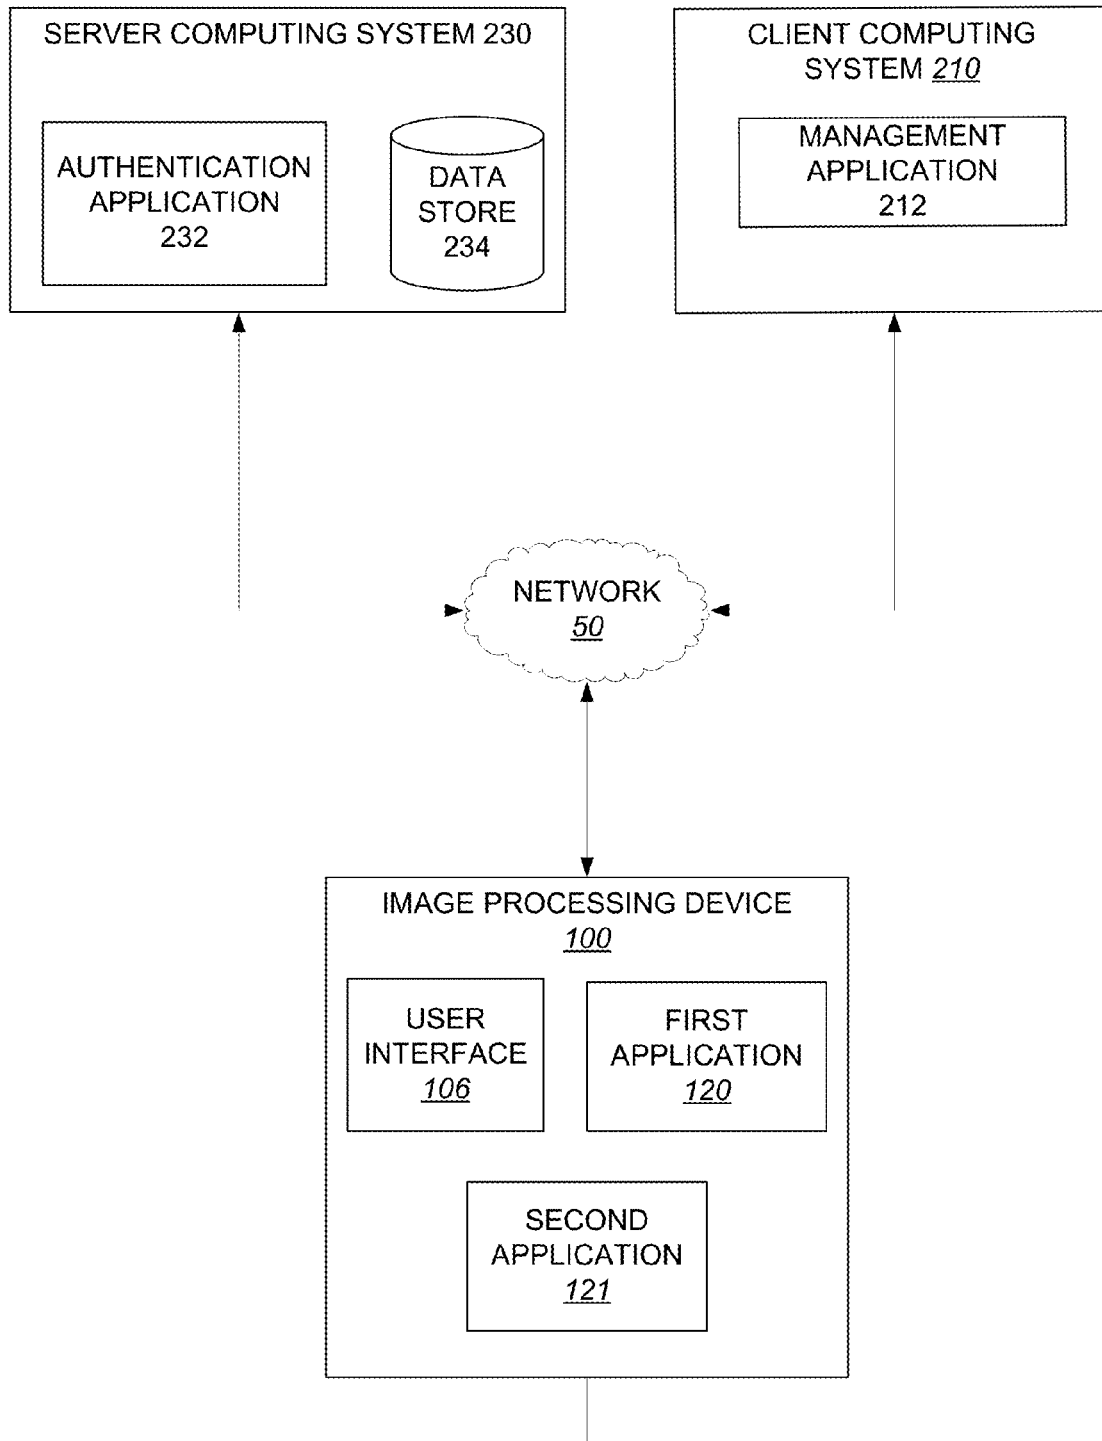 SERVER COMPUTING SYSTEM 230
AUTHENTICATION
APPLICATION
232
DATA
STORE
234
CLIENT COMPUTING
SYSTEM 210
MANAGEMENT
APPLICATION
212
NETWORK
50
IMAGE PROCESSING DEVICE
100
USER
INTERFACE
106
FIRST
APPLICATION
120
SECOND
APPLICATION
121